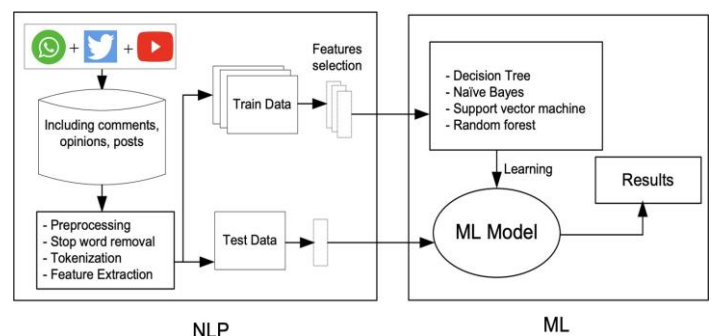 + +
Including comments,
opinions, posts
- Preprocessing
- Stop word removal
- Tokenization
- Feature Extraction
Train Data
Features
selection
Test Data
- Decision Tree
- Naïve Bayes
- Support vector machine
- Random forest
Learning
ML Model
Results
NLP
ML